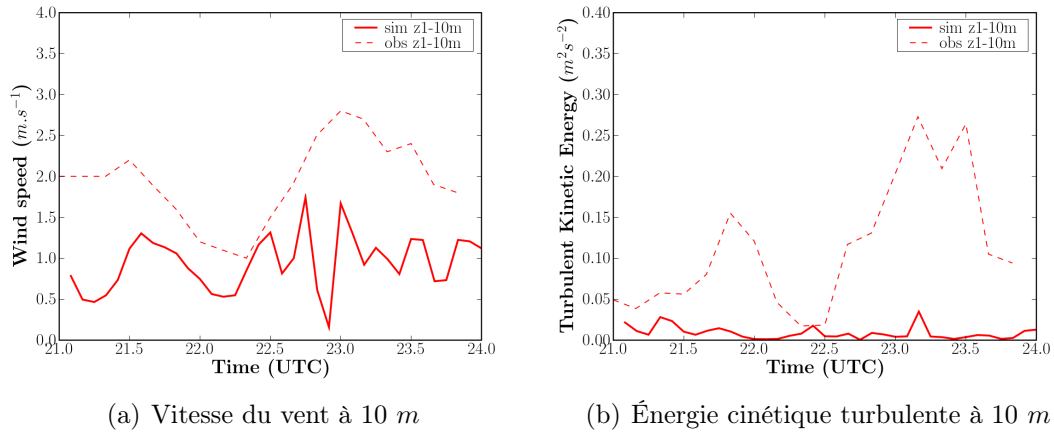 4.0
3.5
3.0
2.5
2.0
1.5
1.0
0.5
0.0
21.0 21.5 22.0 22.5 23.0 23.5 24.0
Wind speed (m.s⁻¹)
Time (UTC)
sim z1-10m
obs z1-10m
(a) Vitesse du vent à 10 m
0.40
0.35
0.30
0.25
0.20
0.15
0.10
0.05
0.00
21.0 21.5 22.0 22.5 23.0 23.5 24.0
Turbulent Kinetic Energy (m²s⁻²)
Time (UTC)
sim z1-10m
obs z1-10m
(b) Énergie cinétique turbulente à 10 m